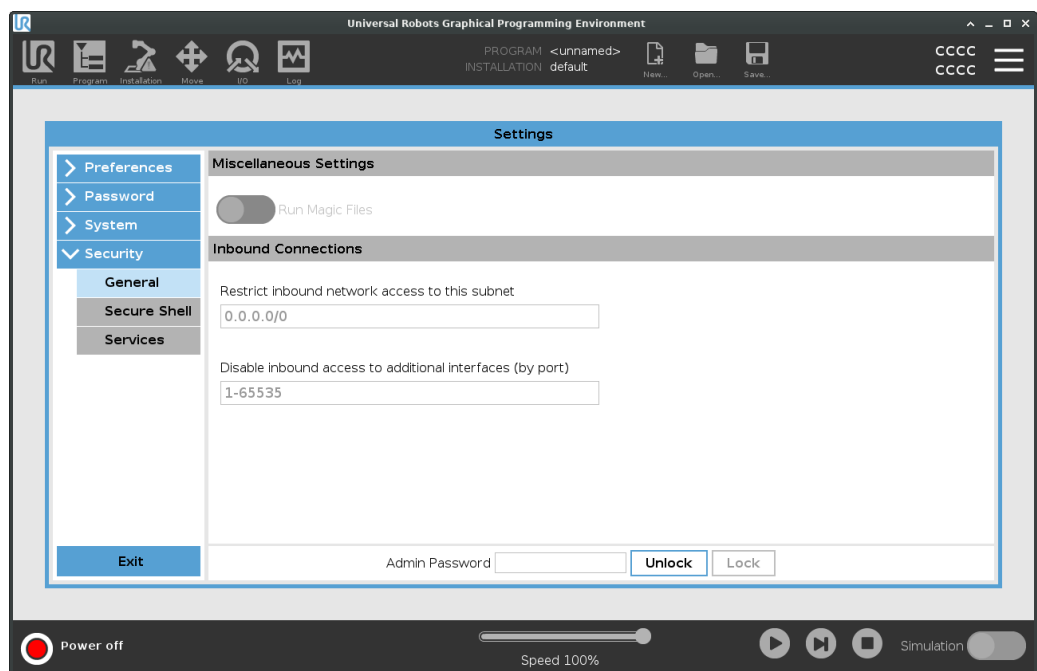 Universal Robots Graphical Programming Environment
UR
Run
Program
Installation
Move
I/O
Log
PROGRAM <unnamed>
INSTALLATION default
New...
Open...
Save...
CCCC
CCCC
Settings
Preferences
Password
System
Security
General
Secure Shell
Services
Exit
Miscellaneous Settings
Run Magic Files
Inbound Connections
Restrict inbound network access to this subnet
0.0.0.0/0
Disable inbound access to additional interfaces (by port)
1-65535
Admin Password
Unlock
Lock
Power off
Speed 100%
Simulation